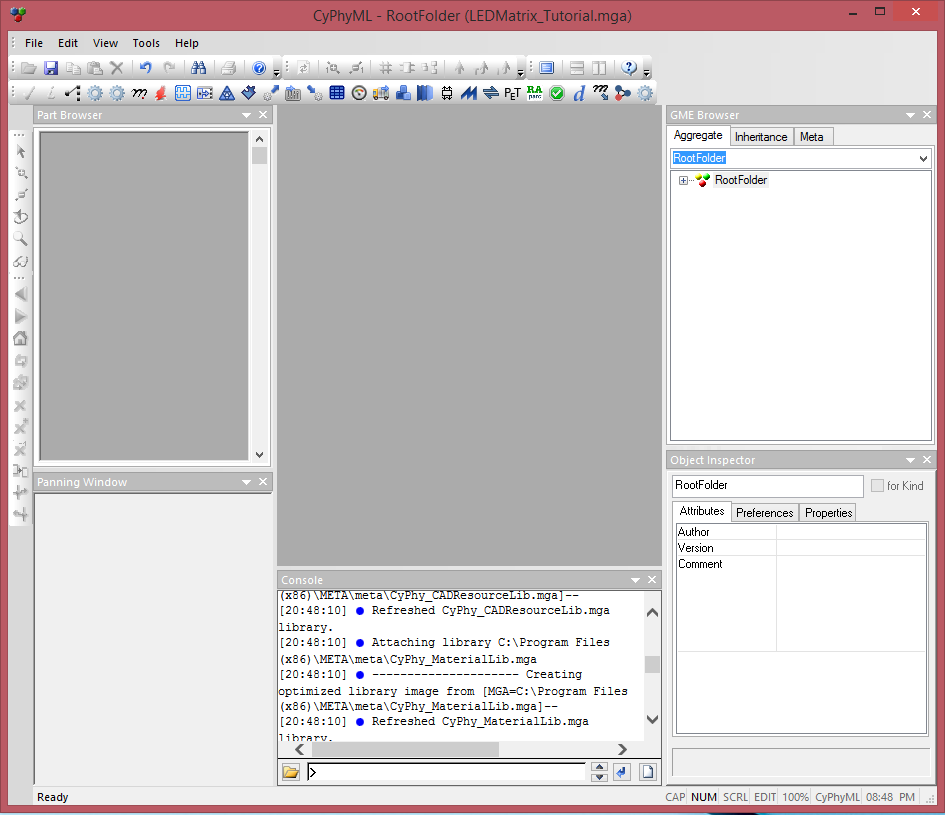 CyPhyML - RootFolder (LEDMatrix_Tutorial.mga)
File Edit View Tools Help
Part Browser
GME Browser
Aggregate Inheritance Meta
RootFolder
RootFolder
Panning Window
Object Inspector
RootFolder for Kind
Attributes Preferences Properties
Author
Version
Comment
Console
(x86)\META\meta\CyPhy_CADResourceLib.mga]--
[20:48:10] ● Refreshed CyPhy_CADResourceLib.mga
library.
[20:48:10] ● Attaching library C:\Program Files
(x86)\META\meta\CyPhy_MaterialLib.mga
[20:48:10] ● --------------------- Creating
optimized library image from [MGA=C:\Program Files
(x86)\META\meta\CyPhy_MaterialLib.mga]--
[20:48:10] ● Refreshed CyPhy_MaterialLib.mga
library.
>
Ready
CAP NUM SCRL EDIT 100% CyPhyML 08:48 PM